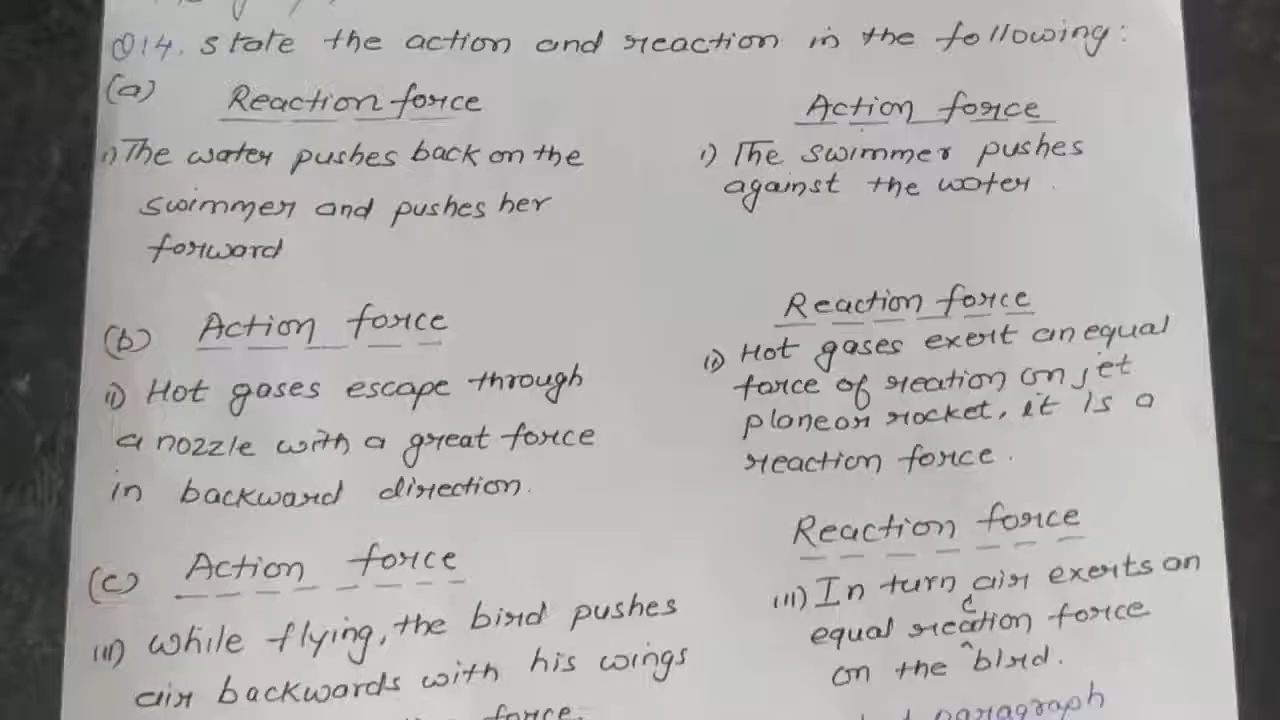 Q14. state the action and reaction in the following:
(a) Reaction force
i) The water pushes back on the
swimmer and pushes her
forward
Action force
i) The swimmer pushes
against the water.
(b) Action force
ii) Hot gases escape through
a nozzle with a great force
in backward direction.
Reaction force
ii) Hot gases exert an equal
force of reation on jet
plane or rocket, it is a
reaction force.
(c) Action force
iii) While flying, the bird pushes
air backwards with his wings
force.
Reaction force
iii) In turn air exerts an
equal reaction force
on the bird.
paragraph